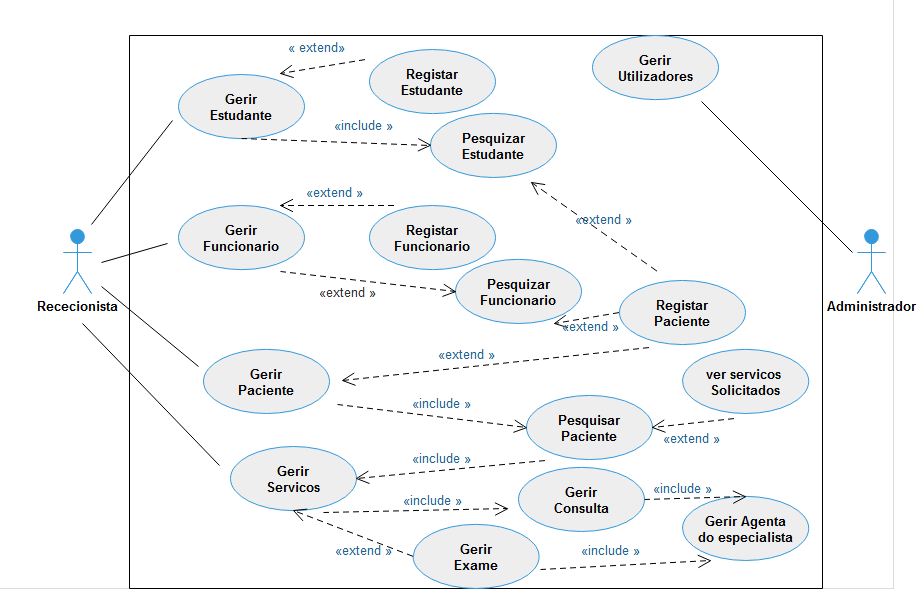 « extend»
Gerir
Utilizadores
Registar
Estudante
Gerir
Estudante
«include »
Pesquizar
Estudante
«extend »
«extend »
Gerir
Funcionario
Registar
Funcionario
«extend »
Pesquizar
Funcionario
Rececionista
Administrador
Registar
Paciente
«extend »
«extend »
Gerir
Paciente
ver servicos
Solicitados
«include »
Pesquisar
Paciente
«extend »
«include »
Gerir
Servicos
«include »
Gerir
Consulta
«include »
Gerir Agenta
do especialista
«extend »
Gerir
Exame
«include »